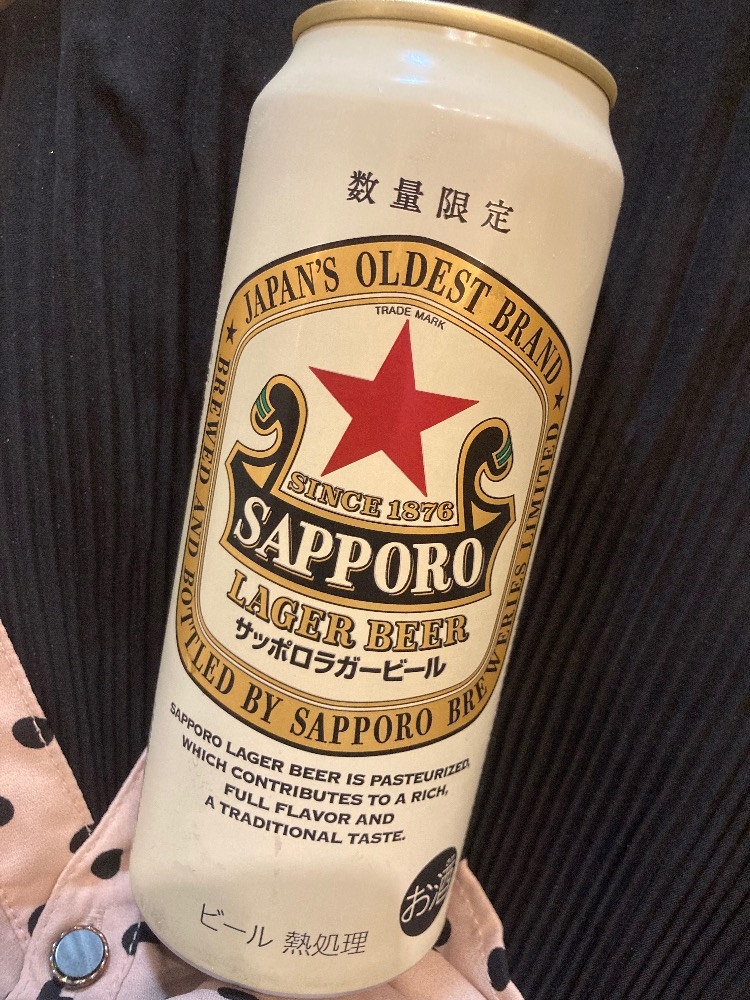 数量限定
JAPAN'S OLDEST BRAND
TRADE MARK
SINCE 1876
SAPPORO
LAGER BEER
サッポロラガービール
BREWED AND BOTTLED BY SAPPORO BREWERIES LIMITED
SAPPORO LAGER BEER IS PASTEURIZED,
WHICH CONTRIBUTES TO A RICH,
FULL FLAVOR AND
A TRADITIONAL TASTE.
お酒
ビール 熱処理